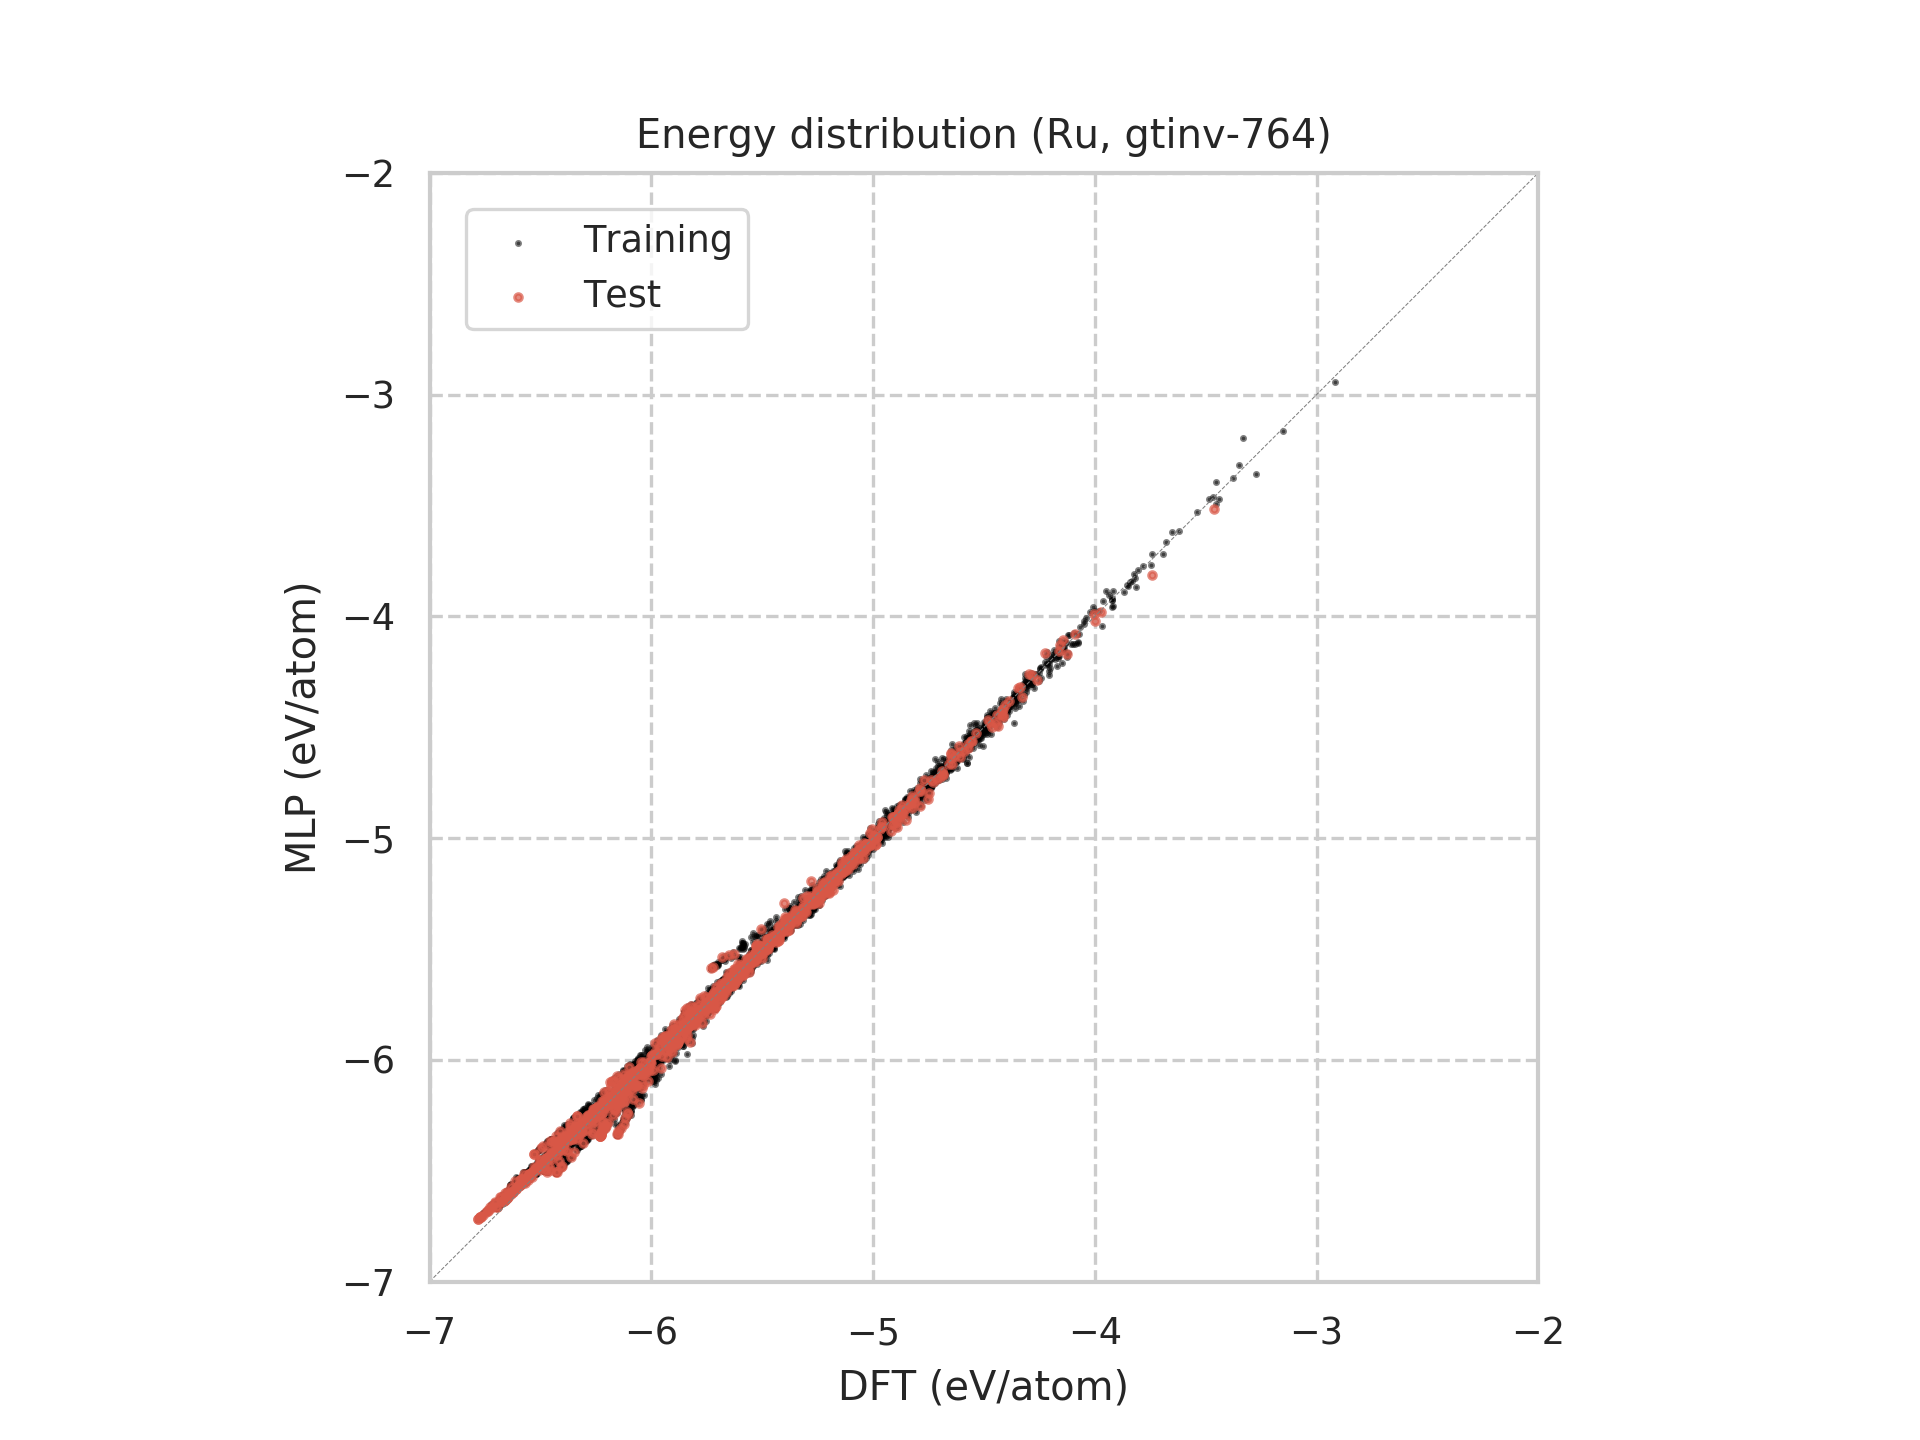 Energy distribution (Ru, gtinv-764)
Training
Test
−2
−3
−4
−5
−6
−7
MLP (eV/atom)
−7 −6 −5 −4 −3 −2
DFT (eV/atom)